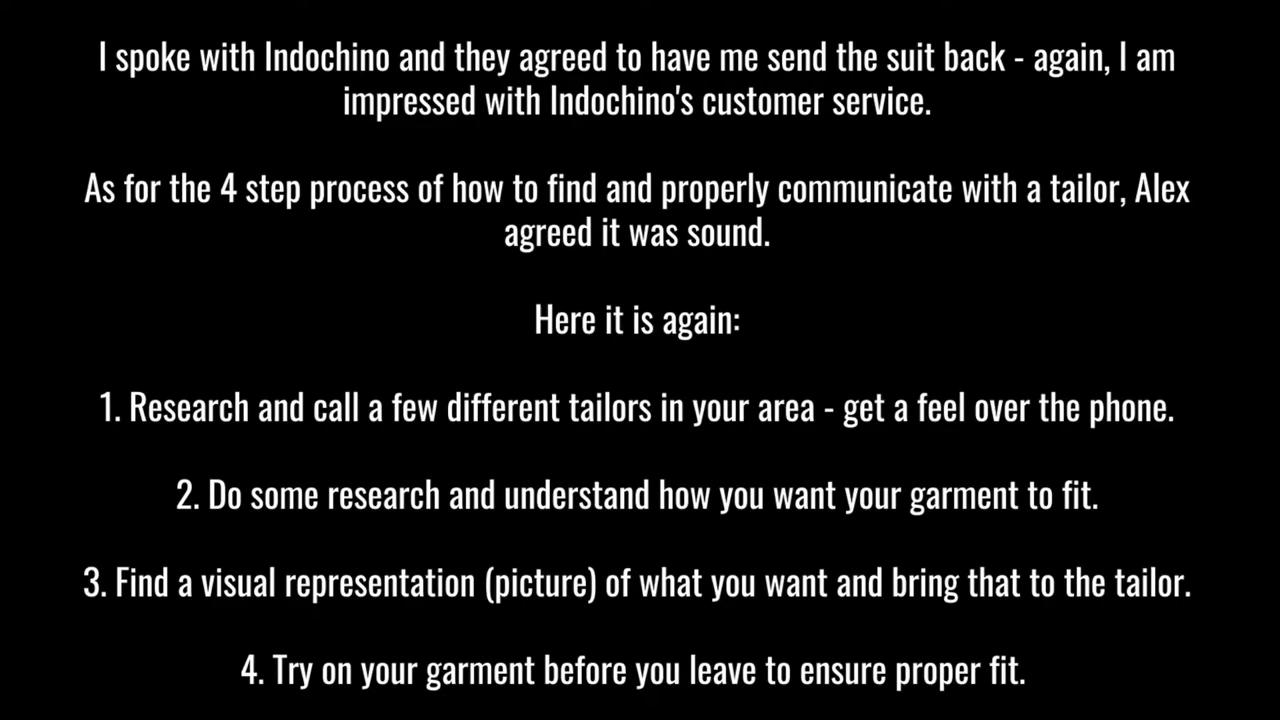 I spoke with Indochino and they agreed to have me send the suit back - again, I am
impressed with Indochino's customer service.
As for the 4 step process of how to find and properly communicate with a tailor, Alex
agreed it was sound.
Here it is again:
1. Research and call a few different tailors in your area - get a feel over the phone.
2. Do some research and understand how you want your garment to fit.
3. Find a visual representation (picture) of what you want and bring that to the tailor.
4. Try on your garment before you leave to ensure proper fit.